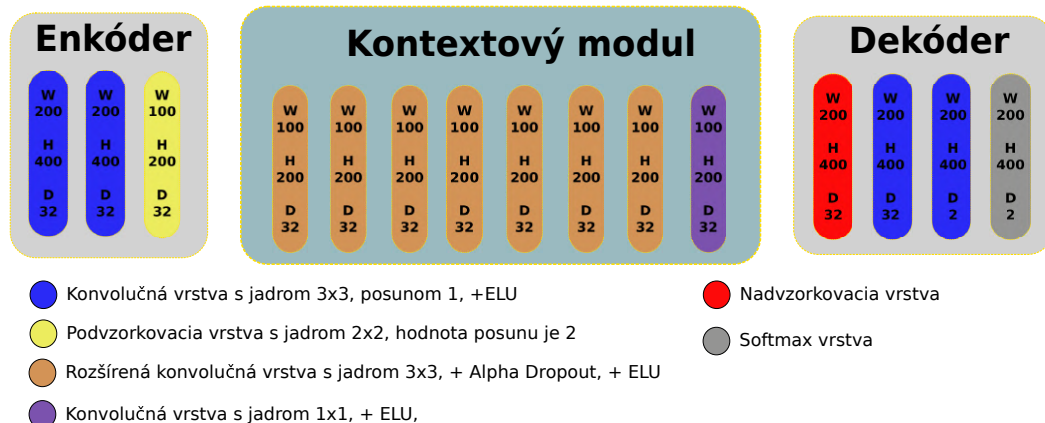 Enkóder
Kontextový modul
Dekóder
W W W
200 200 100
H H H
400 400 200
D D D
32 32 32
W W W W W W W W
100 100 100 100 100 100 100 100
H H H H H H H H
200 200 200 200 200 200 200 200
D D D D D D D D
32 32 32 32 32 32 32 32
W W W W
200 200 200 200
H H H H
400 400 400 400
D D D D
32 32 2 2
Konvolučná vrstva s jadrom 3x3, posunom 1, +ELU
Podvzorkovacia vrstva s jadrom 2x2, hodnota posunu je 2
Rozšírená konvolučná vrstva s jadrom 3x3, + Alpha Dropout, + ELU
Konvolučná vrstva s jadrom 1x1, + ELU,
Nadvzorkovacia vrstva
Softmax vrstva